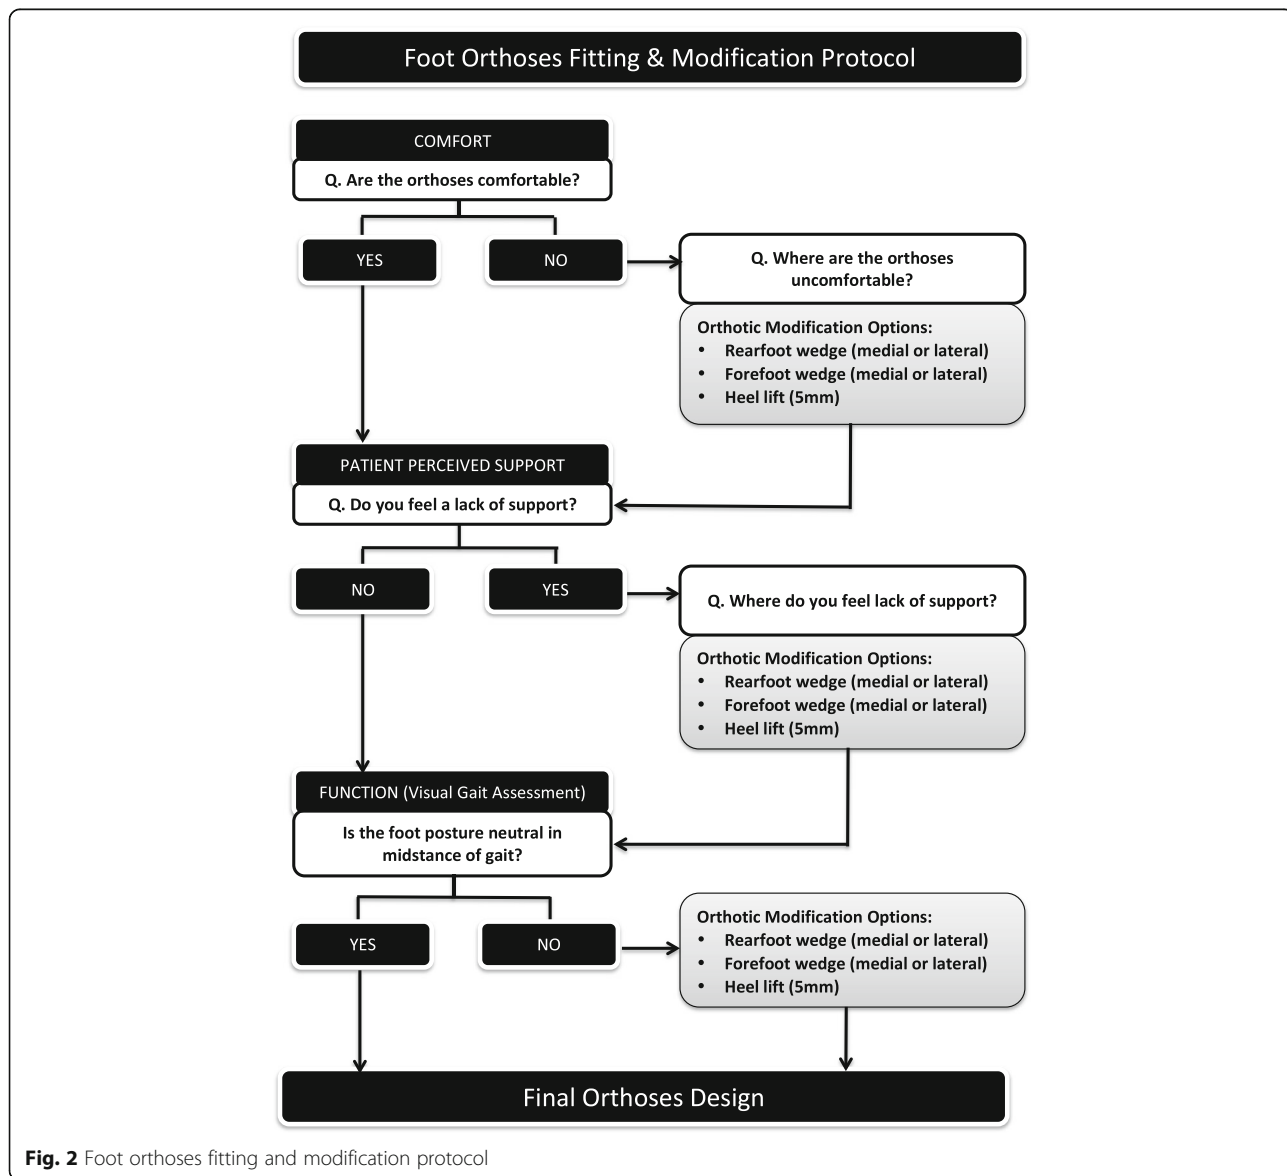 Foot Orthoses Fitting & Modification Protocol
COMFORT
Q. Are the orthoses comfortable?
YES
NO
Q. Where are the orthoses
uncomfortable?
Orthotic Modification Options:
• Rearfoot wedge (medial or lateral)
• Forefoot wedge (medial or lateral)
• Heel lift (5mm)
PATIENT PERCEIVED SUPPORT
Q. Do you feel a lack of support?
NO
YES
Q. Where do you feel lack of support?
Orthotic Modification Options:
• Rearfoot wedge (medial or lateral)
• Forefoot wedge (medial or lateral)
• Heel lift (5mm)
FUNCTION (Visual Gait Assessment)
Is the foot posture neutral in
midstance of gait?
YES
NO
Orthotic Modification Options:
• Rearfoot wedge (medial or lateral)
• Forefoot wedge (medial or lateral)
• Heel lift (5mm)
Final Orthoses Design
Fig. 2 Foot orthoses fitting and modification protocol